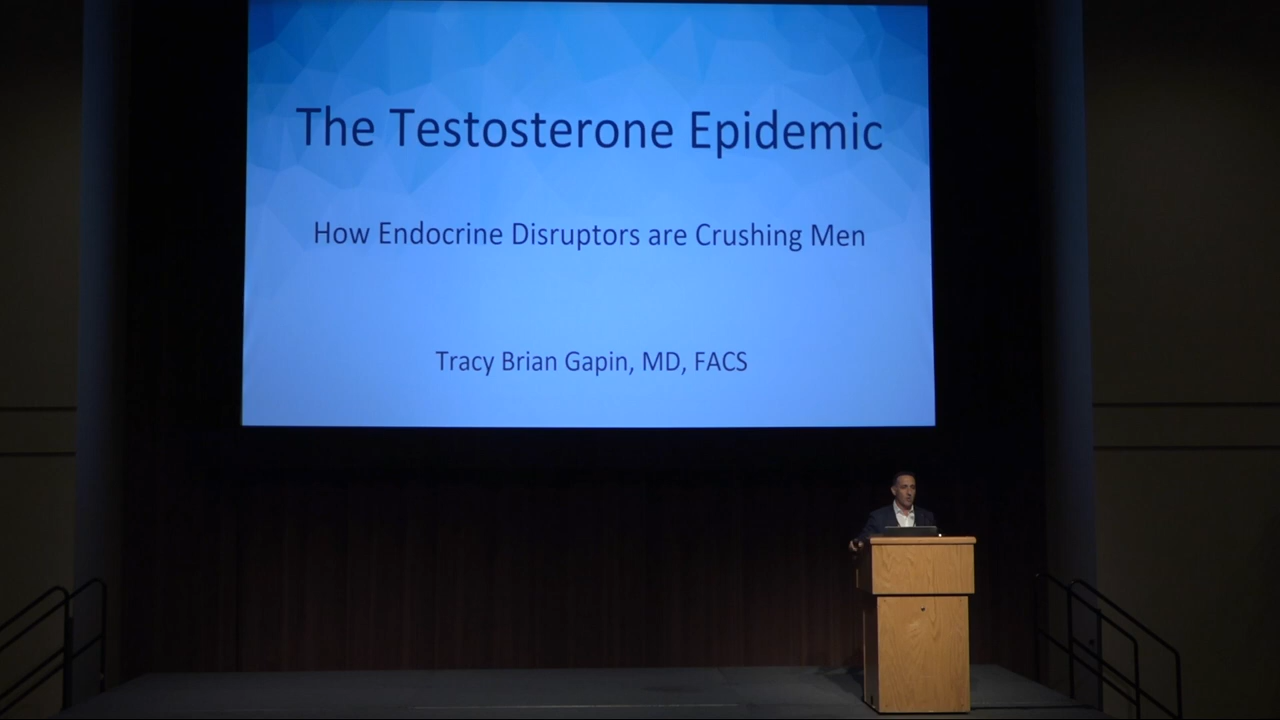 The Testosterone Epidemic
How Endocrine Disruptors are Crushing Men
Tracy Brian Gapin, MD, FACS